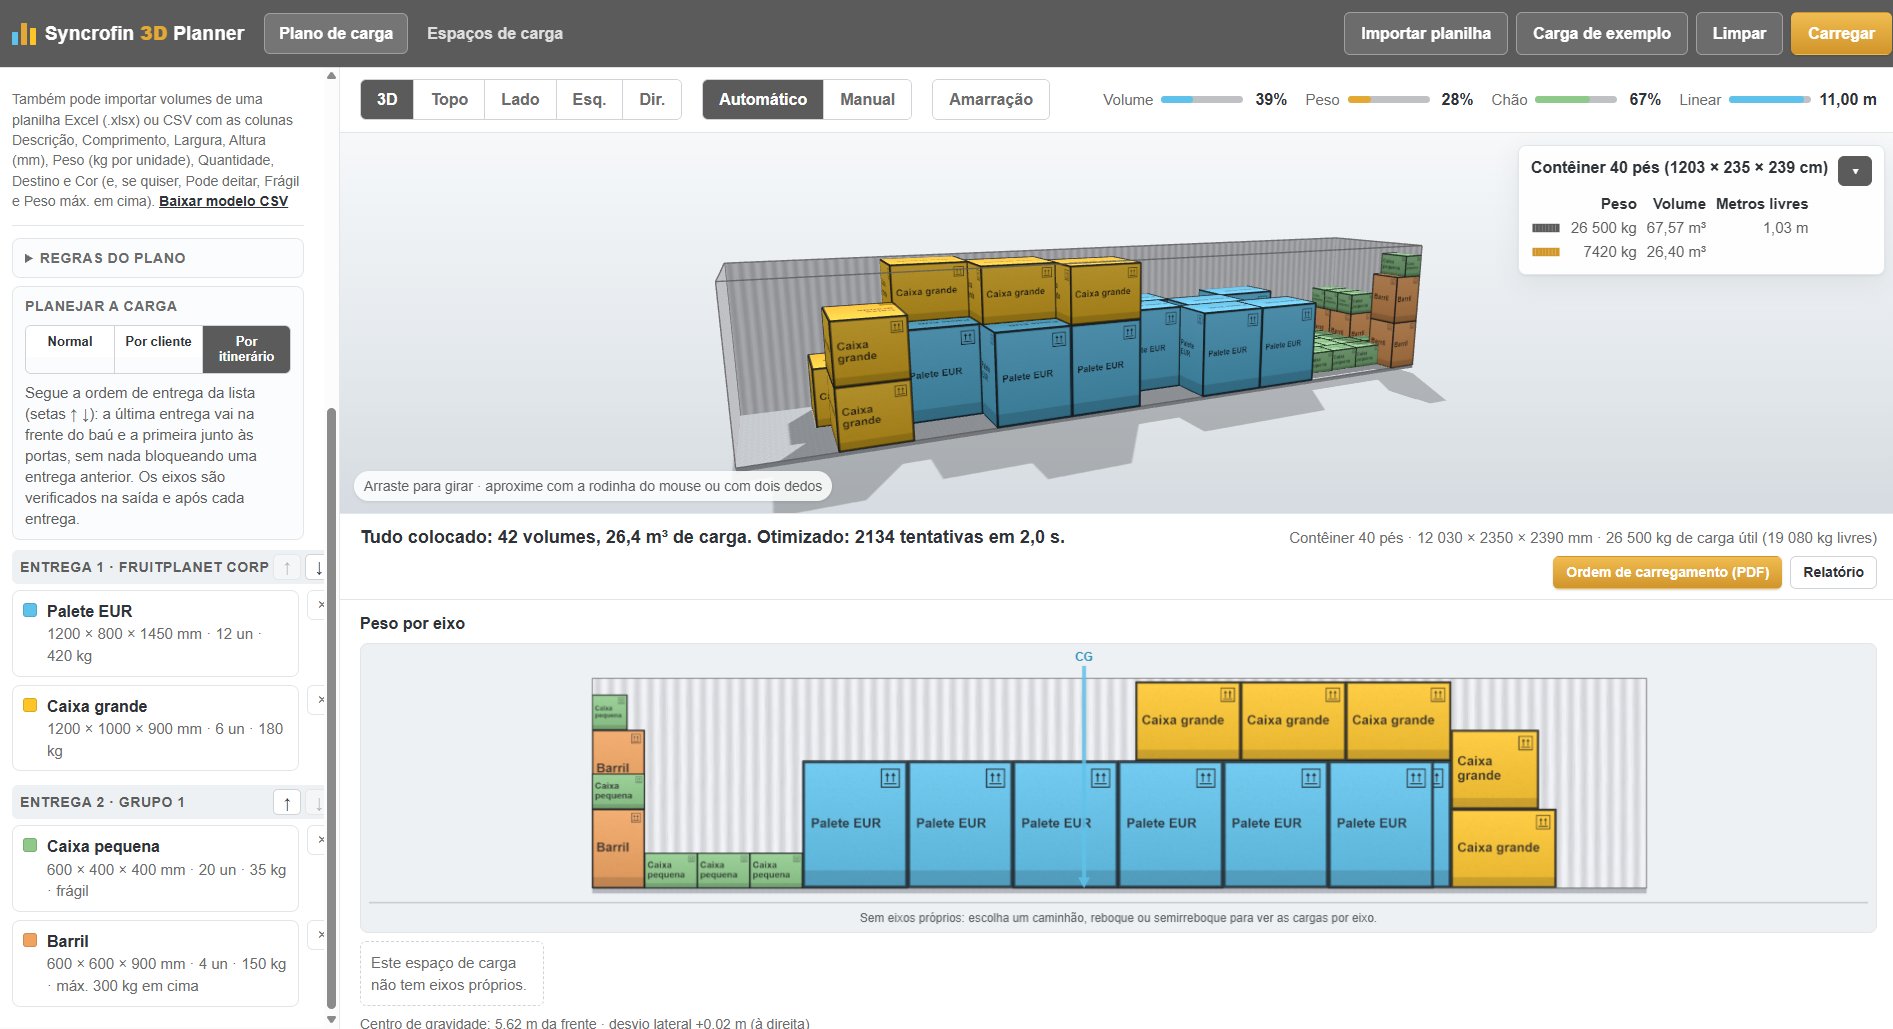 Syncrofin 3D Planner
Plano de carga
Espaços de carga
Importar planilha
Carga de exemplo
Limpar
Carregar
Também pode importar volumes de uma
planilha Excel (.xlsx) ou CSV com as colunas
Descrição, Comprimento, Largura, Altura
(mm), Peso (kg por unidade), Quantidade,
Destino e Cor (e, se quiser, Pode deitar, Frágil
e Peso máx. em cima). Baixar modelo CSV
▶ REGRAS DO PLANO
PLANEJAR A CARGA
Normal
Por cliente
Por
itinerário
Segue a ordem de entrega da lista
(setas ↑ ↓): a última entrega vai na
frente do baú e a primeira junto às
portas, sem nada bloqueando uma
entrega anterior. Os eixos são
verificados na saída e após cada
entrega.
ENTREGA 1 · FRUITPLANET CORP ↑ ↓
Palete EUR ×
1200 × 800 × 1450 mm · 12 un ·
420 kg
Caixa grande ×
1200 × 1000 × 900 mm · 6 un · 180
kg
ENTREGA 2 · GRUPO 1 ↑ ↓
Caixa pequena ×
600 × 400 × 400 mm · 20 un · 35 kg
· frágil
Barril ×
600 × 600 × 900 mm · 4 un · 150 kg
· máx. 300 kg em cima
3D
Topo
Lado
Esq.
Dir.
Automático
Manual
Amarração
Volume 39%
Peso 28%
Chão 67%
Linear 11,00 m
Contêiner 40 pés (1203 × 235 × 239 cm) ▼
Peso Volume Metros livres
26 500 kg 67,57 m³ 1,03 m
7420 kg 26,40 m³
Caixa grande
Caixa grande
Caixa grande
Caixa
grande
Caixa
grande
Palete EUR
Palete EUR
Palete EUR
Palete EUR
Palete EUR
Barril
Barril
Barril
Barril
Arraste para girar · aproxime com a rodinha do mouse ou com dois dedos
Tudo colocado: 42 volumes, 26,4 m³ de carga. Otimizado: 2134 tentativas em 2,0 s.
Contêiner 40 pés · 12 030 × 2350 × 2390 mm · 26 500 kg de carga útil (19 080 kg livres)
Ordem de carregamento (PDF)
Relatório
Peso por eixo
CG
Caixa
pequena
Barril
Caixa
pequena
Barril
Caixa
pequena
Caixa
pequena
Caixa
pequena
Palete EUR
Palete EUR
Palete EUR
Palete EUR
Palete EUR
Palete EUR
Caixa grande
Caixa grande
Caixa grande
Caixa
grande
Caixa grande
Sem eixos próprios: escolha um caminhão, reboque ou semirreboque para ver as cargas por eixo.
Este espaço de carga
não tem eixos próprios.
Centro de gravidade: 5,62 m da frente · desvio lateral +0,02 m (à direita)